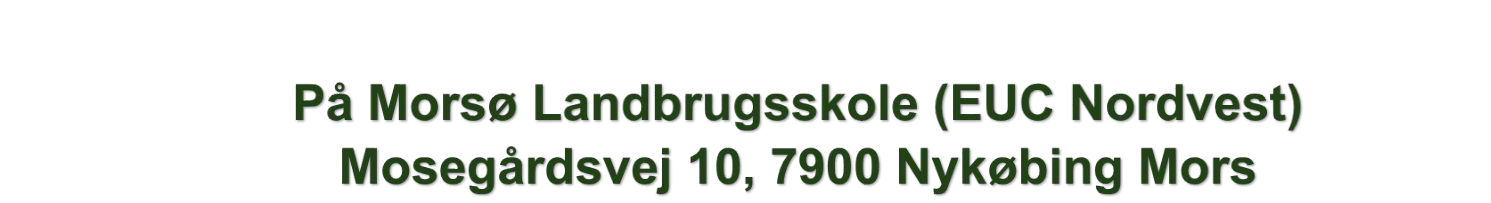 På Morsø Landbrugsskole (EUC Nordvest)
Mosegårdsvej 10, 7900 Nykøbing Mors